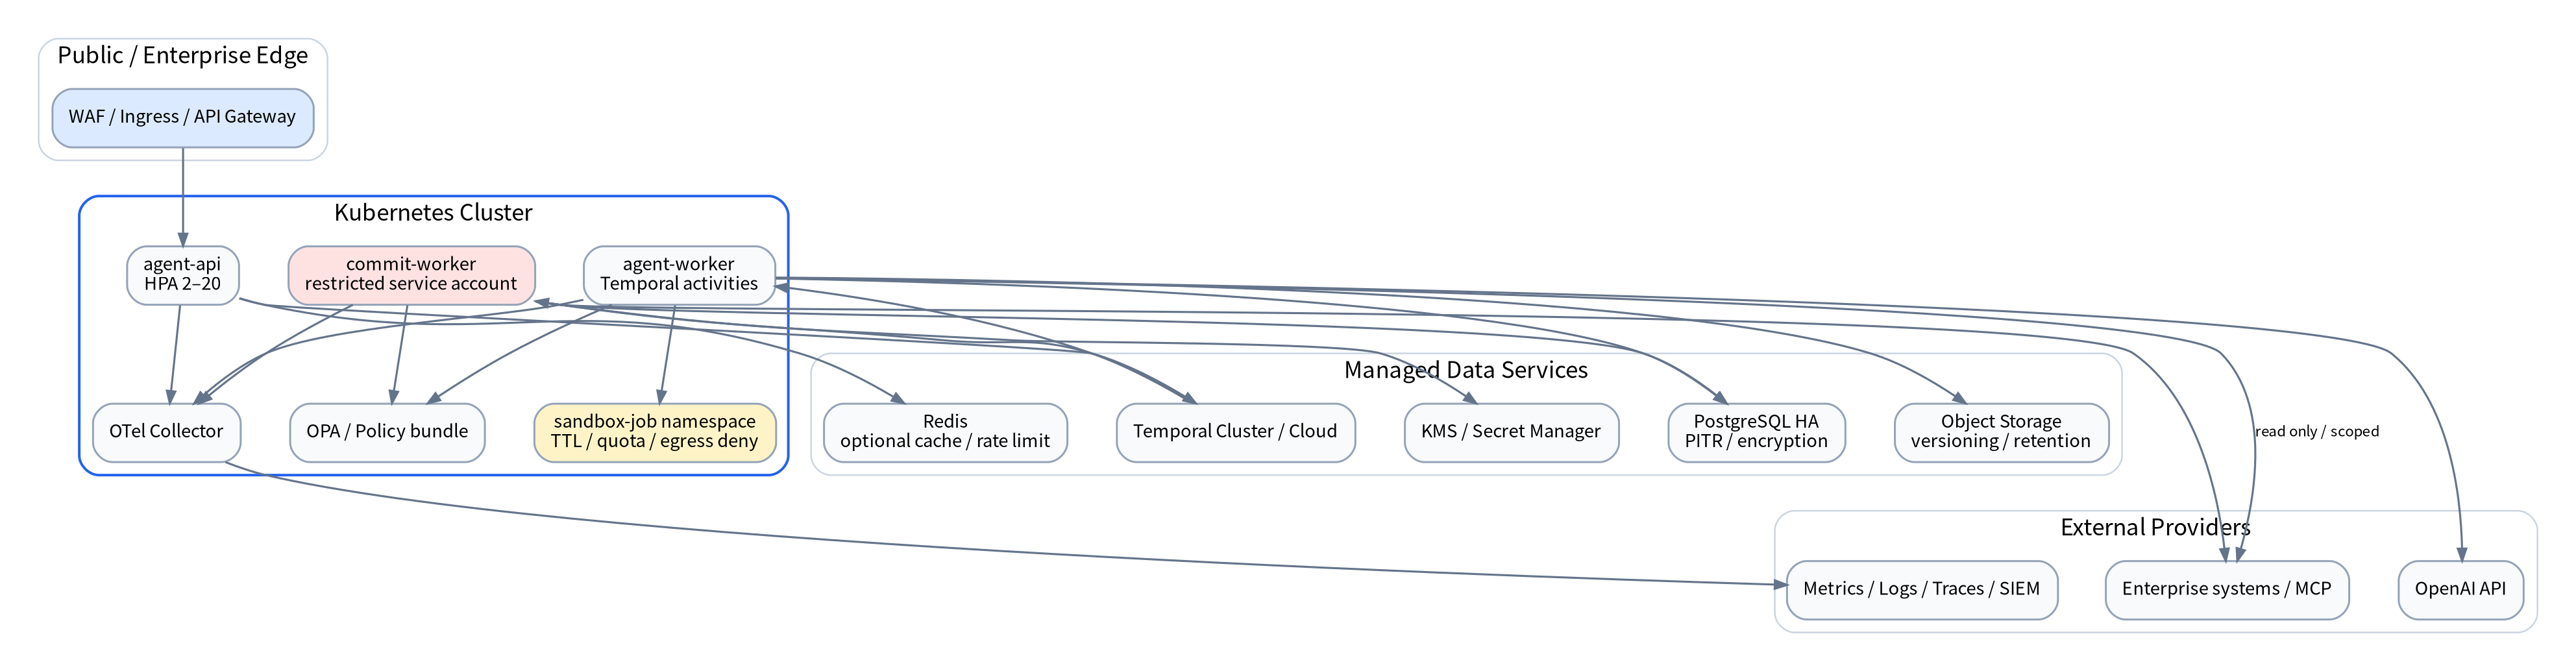 Public / Enterprise Edge
WAF / Ingress / API Gateway
Kubernetes Cluster
agent-api
HPA 2–20
commit-worker
restricted service account
agent-worker
Temporal activities
OTel Collector
OPA / Policy bundle
sandbox-job namespace
TTL / quota / egress deny
Managed Data Services
Redis
optional cache / rate limit
Temporal Cluster / Cloud
KMS / Secret Manager
PostgreSQL HA
PITR / encryption
Object Storage
versioning / retention
read only / scoped
External Providers
Metrics / Logs / Traces / SIEM
Enterprise systems / MCP
OpenAI API